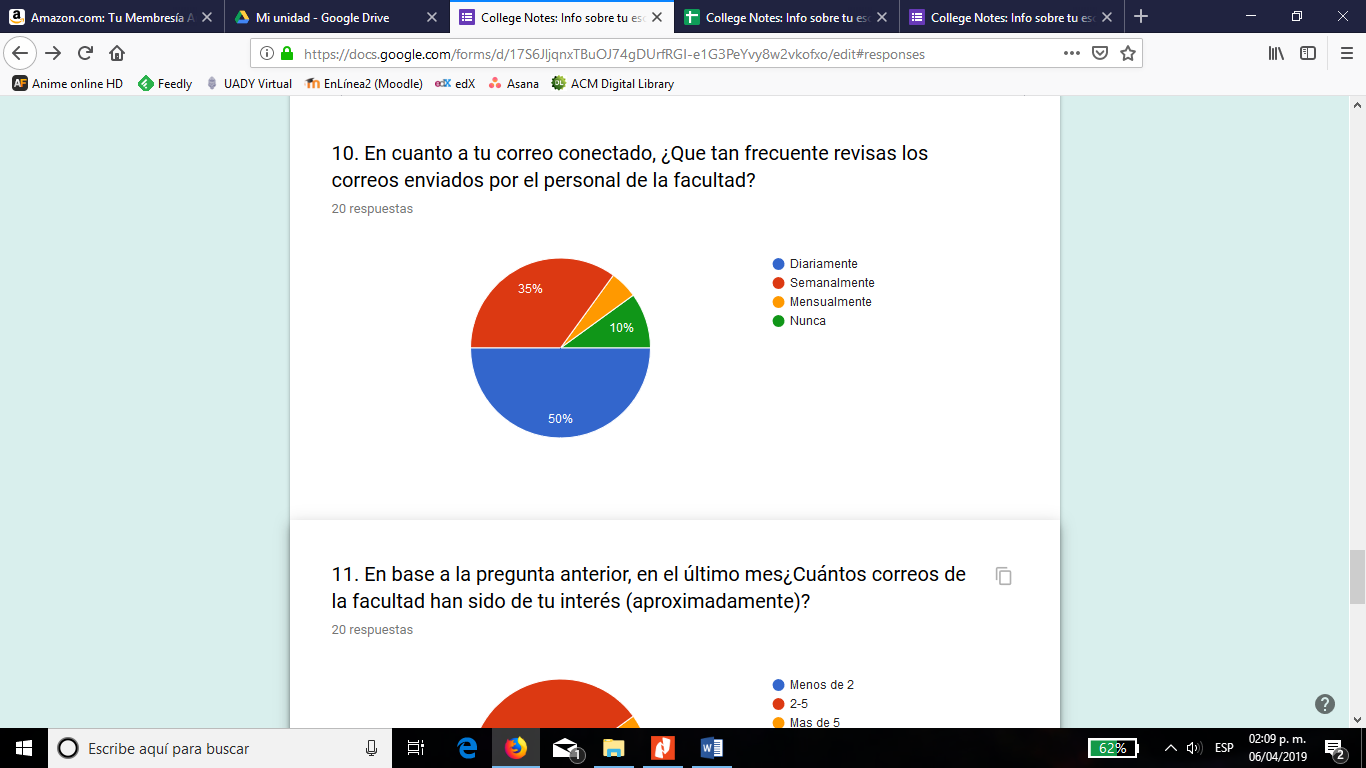 Amazon.com: Tu Membresía A
Mi unidad - Google Drive
College Notes: Info sobre tu esc
College Notes: Info sobre tu esc
College Notes: Info sobre tu esc
https://docs.google.com/forms/d/17S6JljqnxTBuOJ74gDUrfRGI-e1G3PeYvy8w2vkofxo/edit#responses
Anime online HD
Feedly
UADY Virtual
EnLínea2 (Moodle)
edX
Asana
ACM Digital Library
10. En cuanto a tu correo conectado, ¿Que tan frecuente revisas los
correos enviados por el personal de la facultad?
20 respuestas
35%
10%
50%
Diariamente
Semanalmente
Mensualmente
Nunca
11. En base a la pregunta anterior, en el último mes¿Cuántos correos de
la facultad han sido de tu interés (aproximadamente)?
20 respuestas
Menos de 2
2-5
Mas de 5
Escribe aquí para buscar
1
62%
ESP
02:09 p. m.
06/04/2019
2